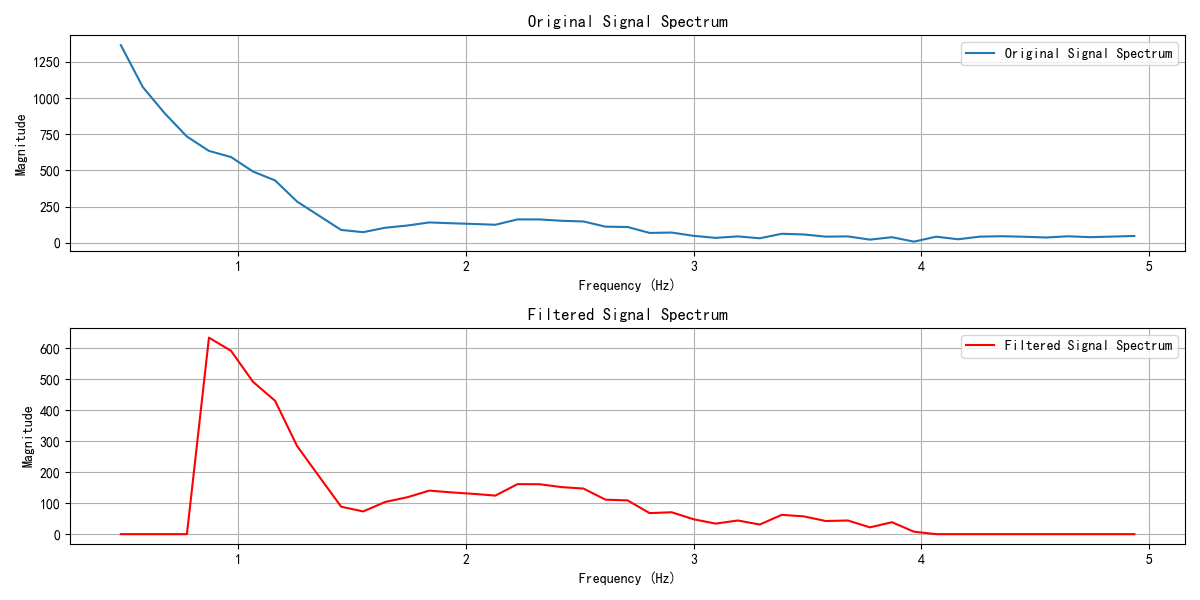 Original Signal Spectrum
Original Signal Spectrum
Magnitude
1250
1000
750
500
250
0
1 2 3 4 5
Frequency (Hz)
Filtered Signal Spectrum
Filtered Signal Spectrum
Magnitude
600
500
400
300
200
100
0
1 2 3 4 5
Frequency (Hz)